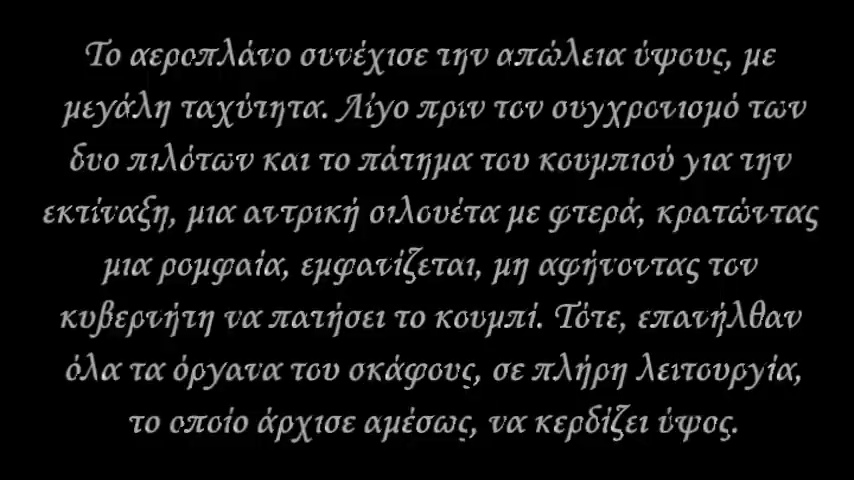 Το αεροπλάνο συνέχισε την απώλεια ύψους, με
μεγάλη ταχύτητα. Λίγο πριν τον συγχρονισμό των
δυο πιλότων και το πάτημα του κουμπιού για την
εκτίναξη, μια αντρική σιλουέτα με φτερά, κρατώντας
μια ρομφαία, εμφανίζεται, μη αφήνοντας τον
κυβερνήτη να πατήσει το κουμπί. Τότε, επανήλθαν
όλα τα όργανα του σκάφους, σε πλήρη λειτουργία,
το οποίο άρχισε αμέσως, να κερδίζει ύψος.